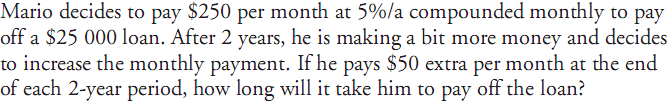 Mario decides to pay $250 per month at 5%/a compounded monthly to pay
off a $25 000 loan. After 2 years, he is making a bit more money and decides
to increase the monthly payment. If he pays $50 extra per month at the end
of each 2-year period, how long will it take him to pay off the loan?